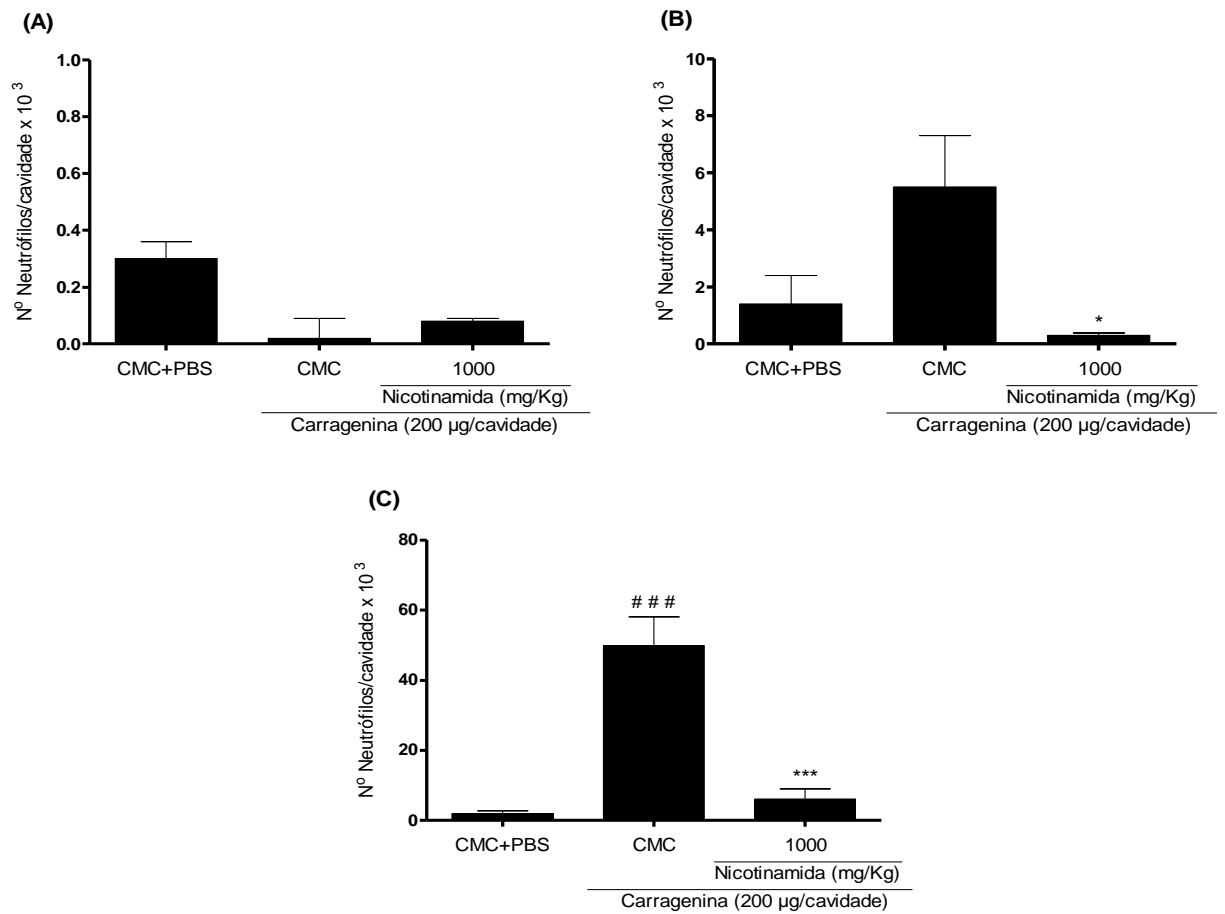 (A)
Nº Neutrófilos/cavidade x 10 3
1.0
0.8
0.6
0.4
0.2
0.0
CMC+PBS
CMC
1000
Nicotinamida (mg/Kg)
Carragenina (200 µg/cavidade)
(B)
Nº Neutrófilos/cavidade x 10 3
10
8
6
4
2
0
*
CMC+PBS
CMC
1000
Nicotinamida (mg/Kg)
Carragenina (200 µg/cavidade)
(C)
Nº Neutrófilos/cavidade x 10 3
80
60
40
20
0
# # #
***
CMC+PBS
CMC
1000
Nicotinamida (mg/Kg)
Carragenina (200 µg/cavidade)